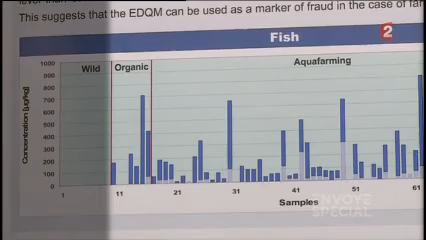 This suggests that the EDQM can be used as a marker of fraud in the case of
Fish
2
Wild
Organic
Aquafarming
Concentration [µg/kg]
1000
900
800
700
600
500
400
300
200
100
0
1
11
21
31
41
51
61
Samples
ENVOYÉ
SPECIAL